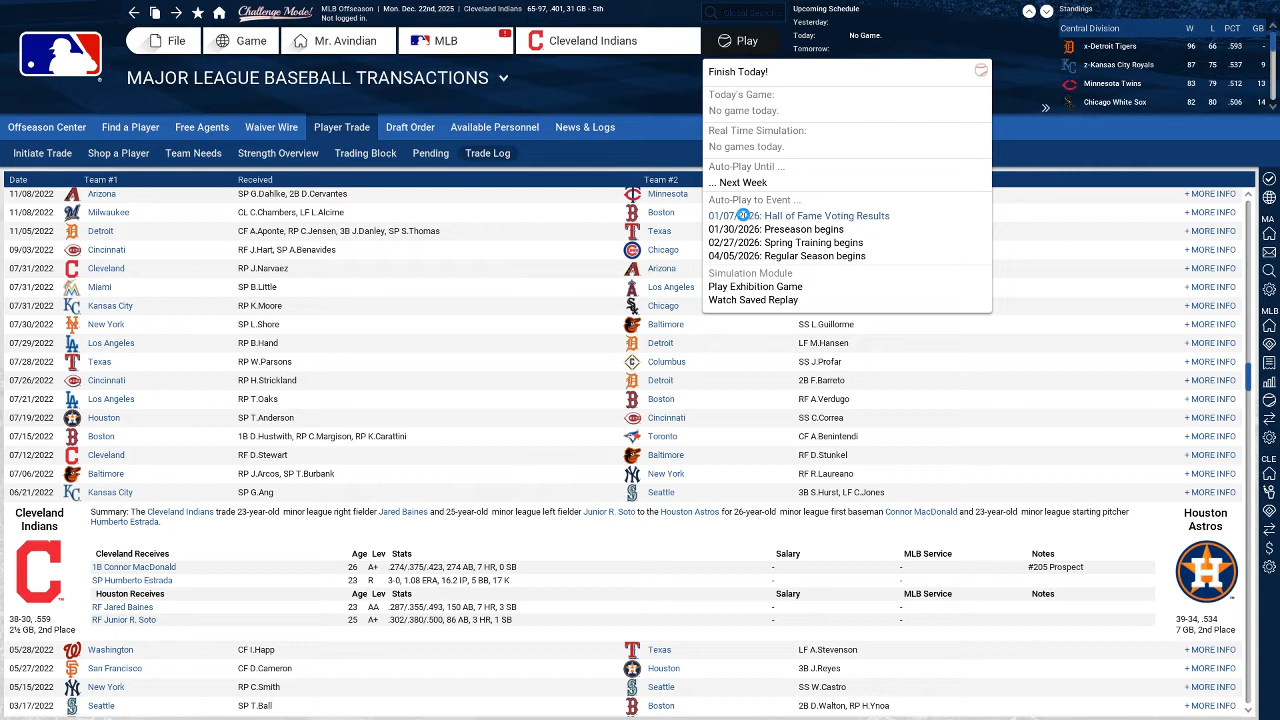 Challenge Mode!
MLB Offseason | Mon. Dec. 22nd, 2025 | Cleveland Indians 65-97, .401, 31 GB - 5th
Not logged in.
Global Search...
Upcoming Schedule
Yesterday:
Today: No Game.
Tomorrow:
Standings
Central Division W L PCT GB
x-Detroit Tigers 96 66 .593 -
z-Kansas City Royals 87 75 .537 9
Minnesota Twins 83 79 .512 13
Chicago White Sox 82 80 .506 14
File
Game
Mr. Avindian
MLB
Cleveland Indians
Play
MAJOR LEAGUE BASEBALL TRANSACTIONS
Offseason Center Find a Player Free Agents Waiver Wire Player Trade Draft Order Available Personnel News & Logs
Initiate Trade Shop a Player Team Needs Strength Overview Trading Block Pending Trade Log
Finish Today!
Today's Game:
No game today.
Real Time Simulation:
No games today.
Auto-Play Until ...
... Next Week
Auto-Play to Event ...
01/07/2026: Hall of Fame Voting Results
01/30/2026: Preseason begins
02/27/2026: Spring Training begins
04/05/2026: Regular Season begins
Simulation Module
Play Exhibition Game
Watch Saved Replay
Date Team #1 Received Team #2
11/08/2022 Arizona SP G.Dahlke, 2B D.Cervantes Minnesota + MORE INFO
11/08/2022 Milwaukee CL C.Chambers, LF L.Alcime Boston + MORE INFO
11/05/2022 Detroit CF A.Aponte, RP C.Jensen, 3B J.Danley, SP S.Thomas Texas + MORE INFO
09/03/2022 Cincinnati RF J.Hart, SP A.Benavides Chicago + MORE INFO
07/31/2022 Cleveland RP J.Narvaez Arizona + MORE INFO
07/31/2022 Miami SP B.Little Los Angeles + MORE INFO
07/31/2022 Kansas City RP K.Moore Chicago + MORE INFO
07/30/2022 New York SP L.Shore Baltimore SS L.Guillorme + MORE INFO
07/29/2022 Los Angeles RP B.Hand Detroit LF M.Hansen + MORE INFO
07/28/2022 Texas RP W.Parsons Columbus SS J.Profar + MORE INFO
07/26/2022 Cincinnati RP H.Strickland Detroit 2B F.Barreto + MORE INFO
07/21/2022 Los Angeles RP T.Oaks Boston RF A.Verdugo + MORE INFO
07/19/2022 Houston SP T.Anderson Cincinnati SS C.Correa + MORE INFO
07/15/2022 Boston 1B D.Hustwith, RP C.Margison, RP K.Carattini Toronto CF A.Benintendi + MORE INFO
07/12/2022 Cleveland RF D.Stewart Baltimore RF D.Stunkel + MORE INFO
07/06/2022 Baltimore RP J.Arcos, SP T.Burbank New York RF R.Laureano + MORE INFO
06/21/2022 Kansas City SP G.Ang Seattle 3B S.Hurst, LF C.Jones + MORE INFO
Cleveland
Indians
38-30, .559
2½ GB, 2nd Place
Summary: The Cleveland Indians trade 23-year-old minor league right fielder Jared Baines and 25-year-old minor league left fielder Junior R. Soto to the Houston Astros for 26-year-old minor league first baseman Connor MacDonald and 23-year-old minor league starting pitcher
Humberto Estrada.
Cleveland Receives Age Lev Stats Salary MLB Service Notes
1B Connor MacDonald 26 A+ .274/.375/.423, 274 AB, 7 HR, 0 SB - - #205 Prospect
SP Humberto Estrada 23 R 3-0, 1.08 ERA, 16.2 IP, 5 BB, 17 K - -
Houston Receives Age Lev Stats Salary MLB Service Notes
RF Jared Baines 23 AA .287/.355/.493, 150 AB, 7 HR, 3 SB - -
RF Junior R. Soto 25 A+ .302/.380/.500, 86 AB, 3 HR, 1 SB - -
Houston
Astros
39-34, .534
7 GB, 2nd Place
05/28/2022 Washington CF I.Happ Texas LF A.Stevenson + MORE INFO
05/27/2022 San Francisco CF D.Cameron Houston 3B J.Reyes + MORE INFO
05/15/2022 New York RP C.Smith Seattle SS W.Castro + MORE INFO
03/17/2022 Seattle SP T.Ball Boston 2B D.Walton, RP H.Ynoa + MORE INFO
MA
MLB
CLE